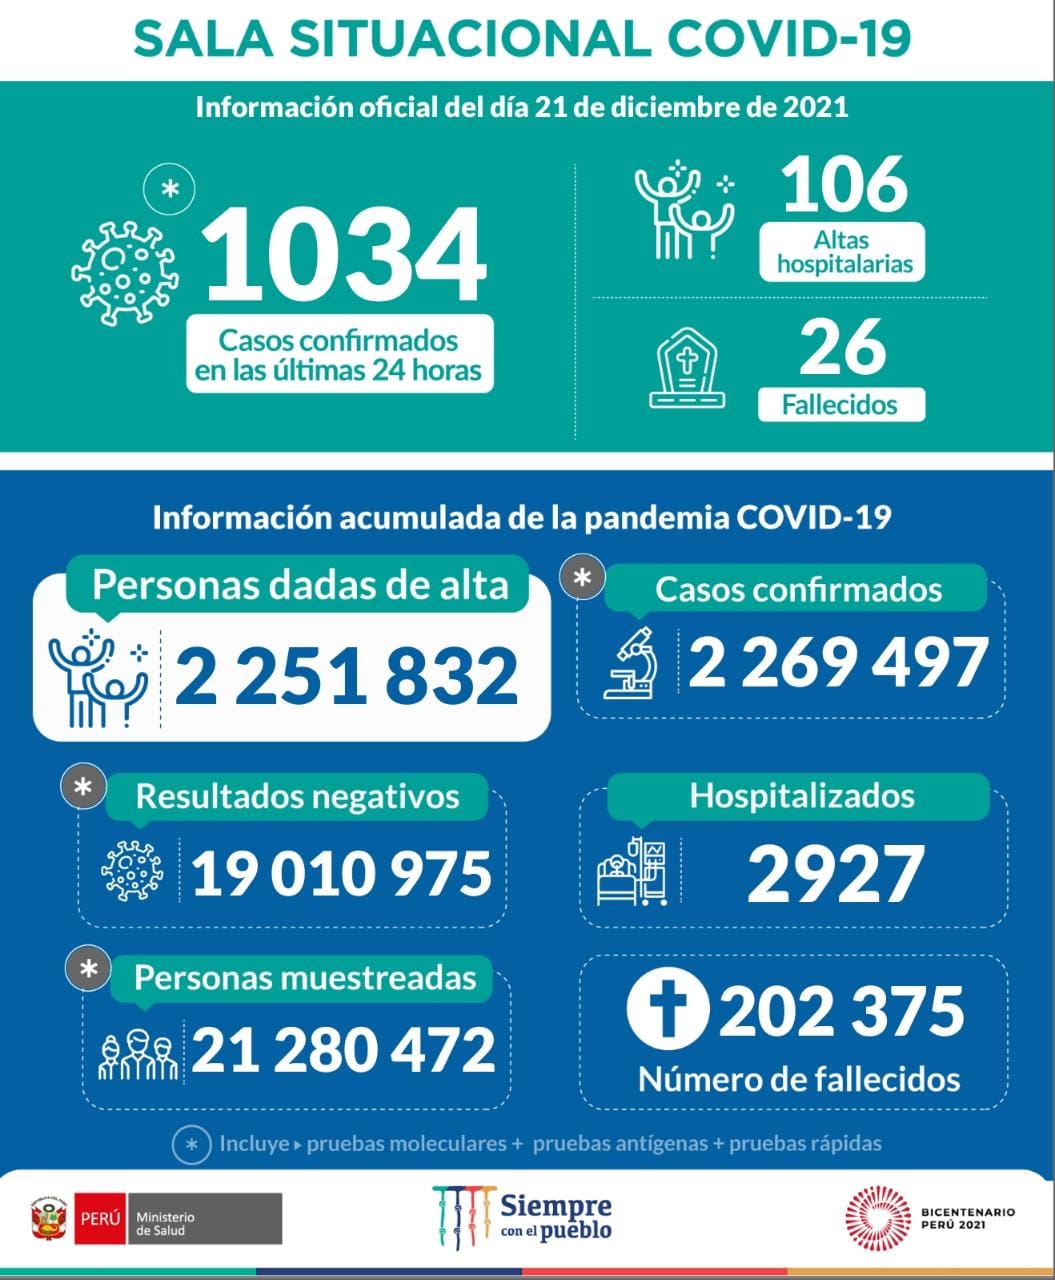 SALA SITUACIONAL COVID-19
Información oficial del día 21 de diciembre de 2021
*
1034
Casos confirmados
en las últimas 24 horas
106
Altas
hospitalarias
26
Fallecidos
Información acumulada de la pandemia COVID-19
Personas dadas de alta
2 251 832
*
Casos confirmados
2 269 497
*
Resultados negativos
19 010 975
Hospitalizados
2927
*
Personas muestreadas
21 280 472
202 375
Número de fallecidos
* Incluye ▸ pruebas moleculares + pruebas antígenas + pruebas rápidas
PERÚ
Ministerio
de Salud
Siempre
con el pueblo
BICENTENARIO
PERÚ 2021